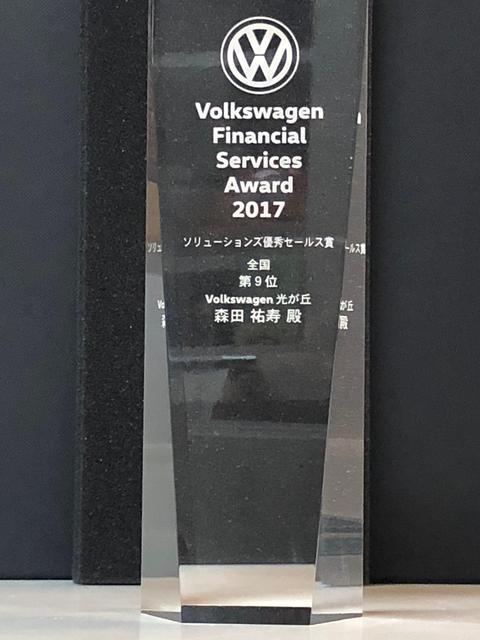 Volkswagen
Financial
Services
Award
2017
ソリューションズ優秀セールス賞
全国
第9位
Volkswagen 光が丘
森田 祐寿 殿